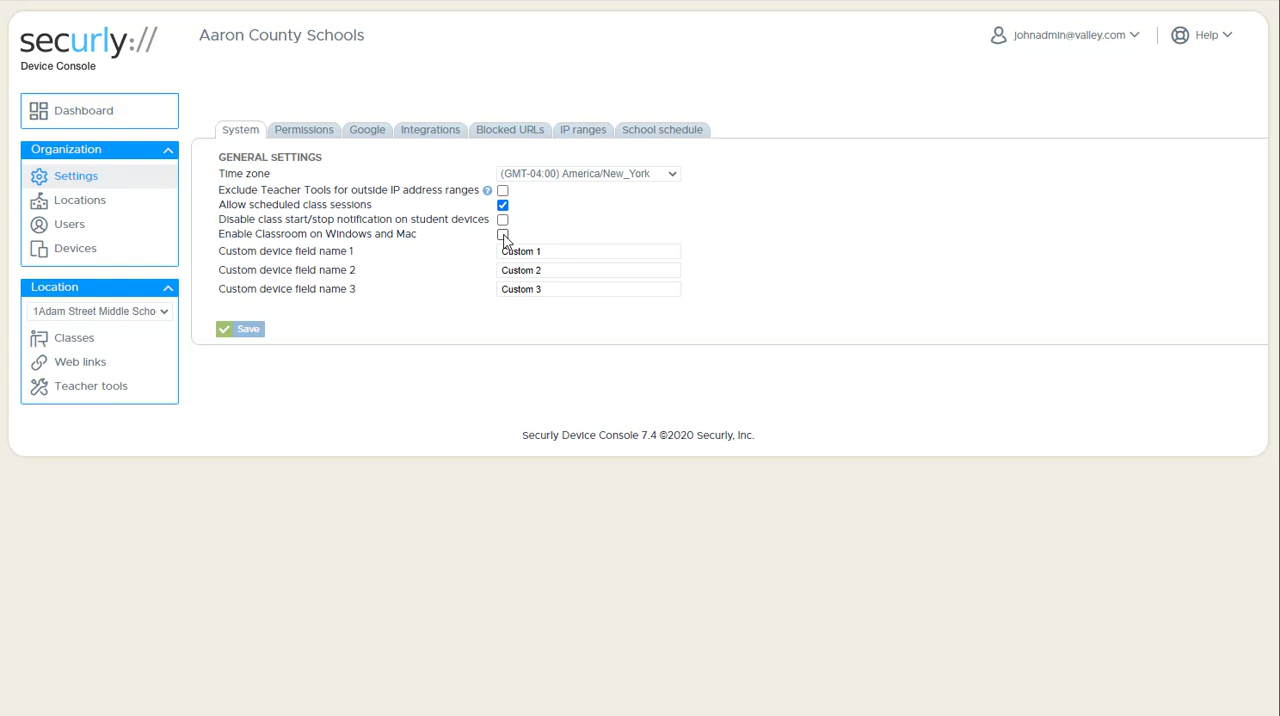 securly://
Device Console
Aaron County Schools
johnadmin@valley.com
Help
Dashboard
Organization
Settings
Locations
Users
Devices
Location
1Adam Street Middle Scho
Classes
Web links
Teacher tools
System
Permissions
Google
Integrations
Blocked URLs
IP ranges
School schedule
GENERAL SETTINGS
Time zone (GMT-04:00) America/New_York
Exclude Teacher Tools for outside IP address ranges ?
Allow scheduled class sessions
Disable class start/stop notification on student devices
Enable Classroom on Windows and Mac
Custom device field name 1 Custom 1
Custom device field name 2 Custom 2
Custom device field name 3 Custom 3
Save
Securly Device Console 7.4 ©2020 Securly, Inc.